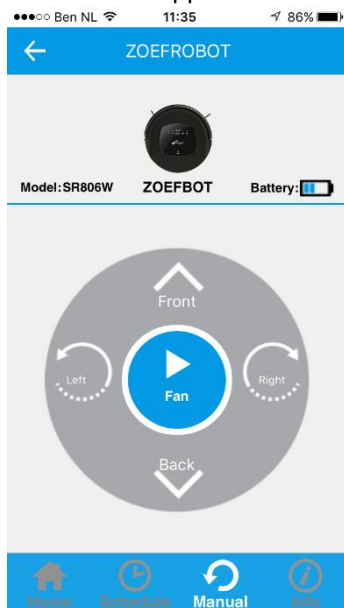 Ben NL 11:35 86%
ZOEFROBOT
Model:SR806W ZOEFBOT Battery:
Front
Left
Right
Fan
Back
Home Schedule Manual Info